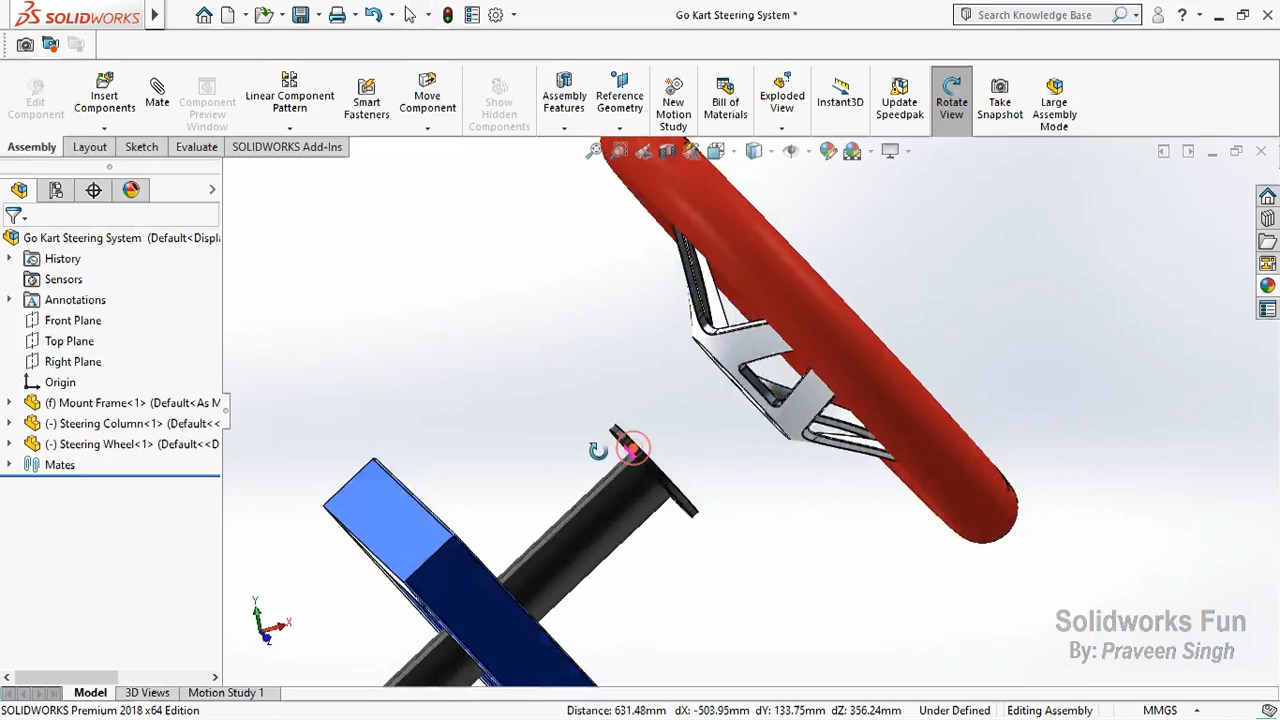 SOLIDWORKS
Go Kart Steering System *
Search Knowledge Base
?
Edit Component
Insert Components
Mate
Component Preview Window
Linear Component Pattern
Smart Fasteners
Move Component
Show Hidden Components
Assembly Features
Reference Geometry
New Motion Study
Bill of Materials
Exploded View
Instant3D
Update Speedpak
Rotate View
Take Snapshot
Large Assembly Mode
Assembly
Layout
Sketch
Evaluate
SOLIDWORKS Add-Ins
Go Kart Steering System (Default<Displ
History
Sensors
Annotations
Front Plane
Top Plane
Right Plane
Origin
(f) Mount Frame<1> (Default<As M
(-) Steering Column<1> (Default<<
(-) Steering Wheel<1> (Default<<D
Mates
Y
X
Z
Solidworks Fun
By: Praveen Singh
Model
3D Views
Motion Study 1
SOLIDWORKS Premium 2018 x64 Edition
Distance: 631.48mm
dX: -503.95mm
dY: 133.75mm
dZ: 356.24mm
Under Defined
Editing Assembly
MMGS